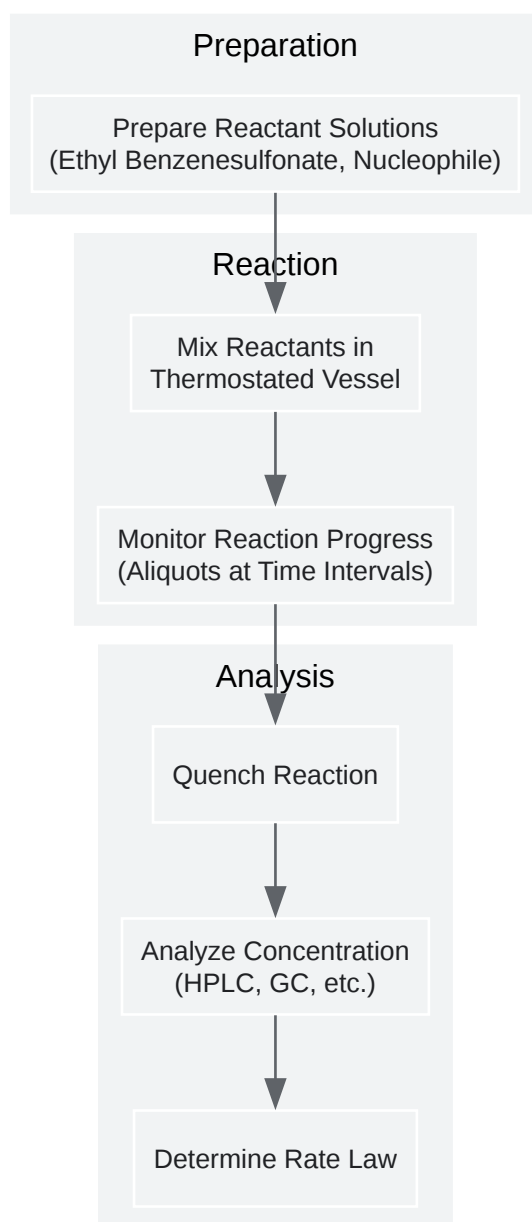 Preparation
Prepare Reactant Solutions
(Ethyl Benzenesulfonate, Nucleophile)
Reaction
Mix Reactants in
Thermostated Vessel
Monitor Reaction Progress
(Aliquots at Time Intervals)
Analysis
Quench Reaction
Analyze Concentration
(HPLC, GC, etc.)
Determine Rate Law